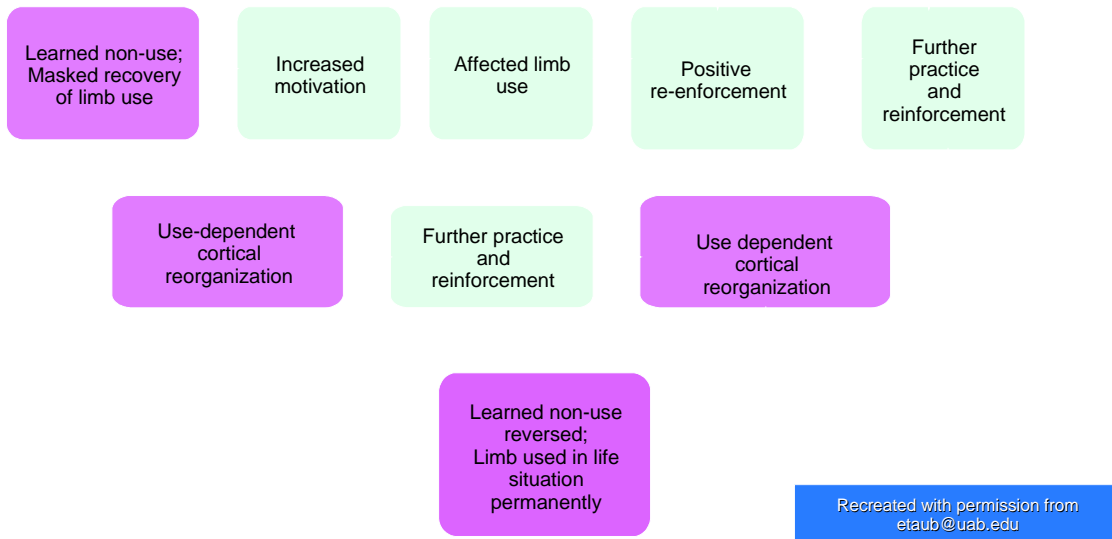 Learned non-use;
Masked recovery
of limb use
Increased
motivation
Affected limb
use
Positive
re-enforcement
Further
practice
and
reinforcement
Use-dependent
cortical
reorganization
Further practice
and
reinforcement
Use dependent
cortical
reorganization
Learned non-use
reversed;
Limb used in life
situation
permanently
Recreated with permission from
etaub@uab.edu